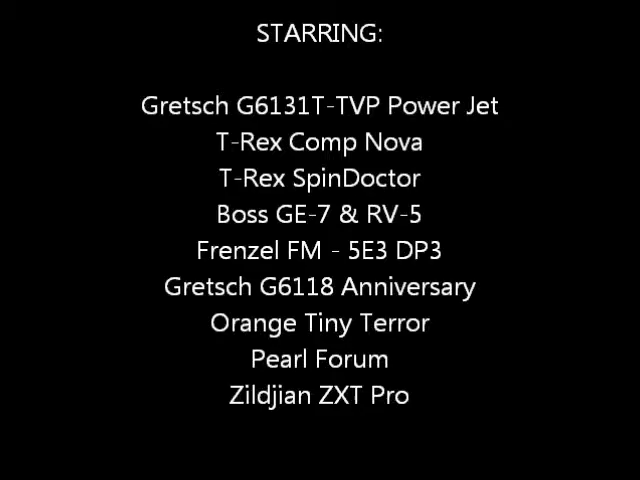 STARRING:
Gretsch G6131T-TVP Power Jet
T-Rex Comp Nova
T-Rex SpinDoctor
Boss GE-7 & RV-5
Frenzel FM - 5E3 DP3
Gretsch G6118 Anniversary
Orange Tiny Terror
Pearl Forum
Zildjian ZXT Pro